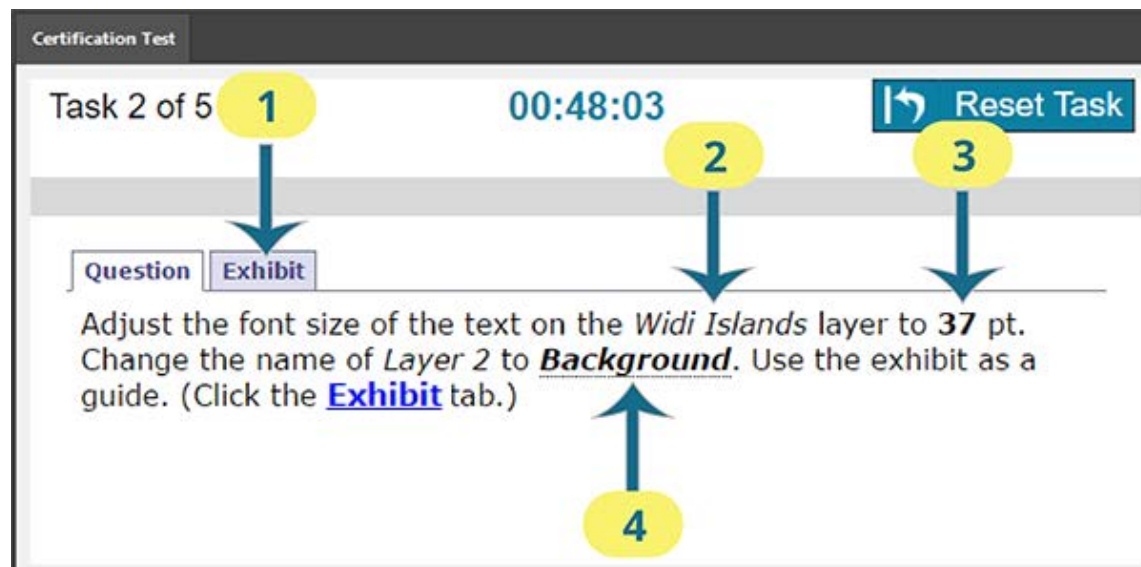 Certification Test
Task 2 of 5
1
00:48:03
Reset Task
2
3
Question
Exhibit
Adjust the font size of the text on the Widi Islands layer to 37 pt.
Change the name of Layer 2 to Background. Use the exhibit as a
guide. (Click the Exhibit tab.)
4